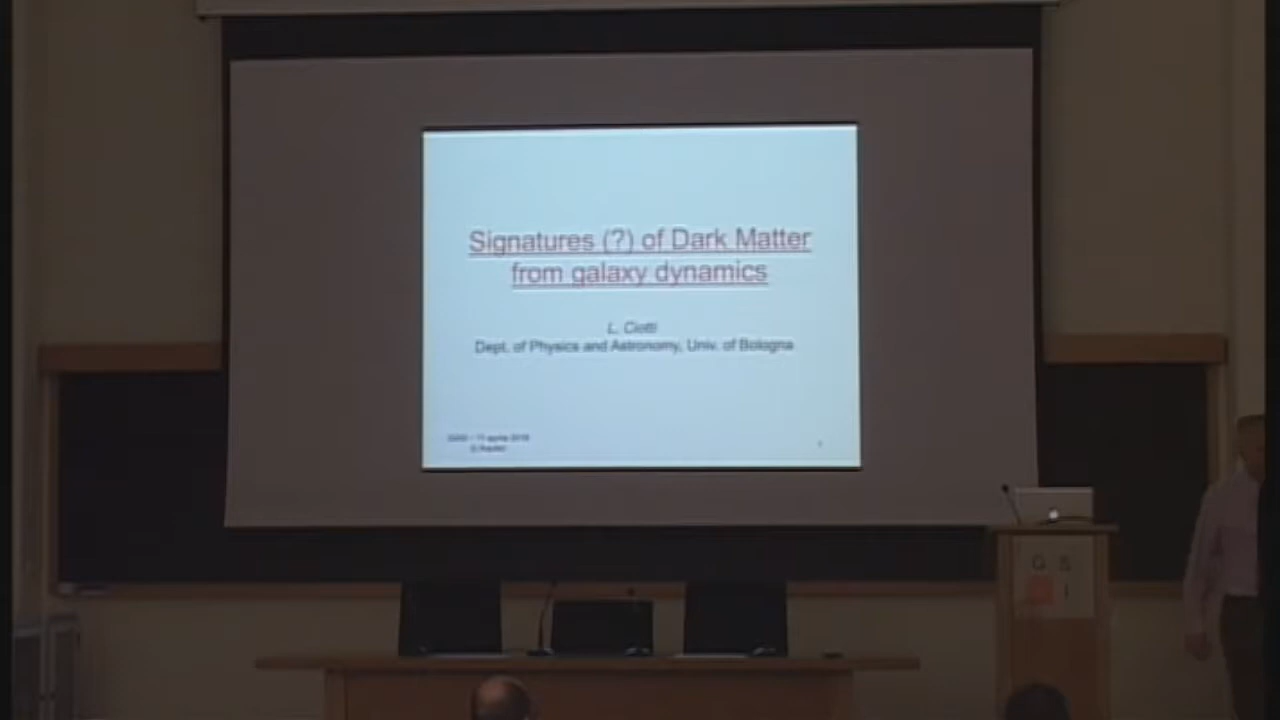 Signatures (?) of Dark Matter
from galaxy dynamics
L. Ciotti
Dept. of Physics and Astronomy, Univ. of Bologna
G S
S I